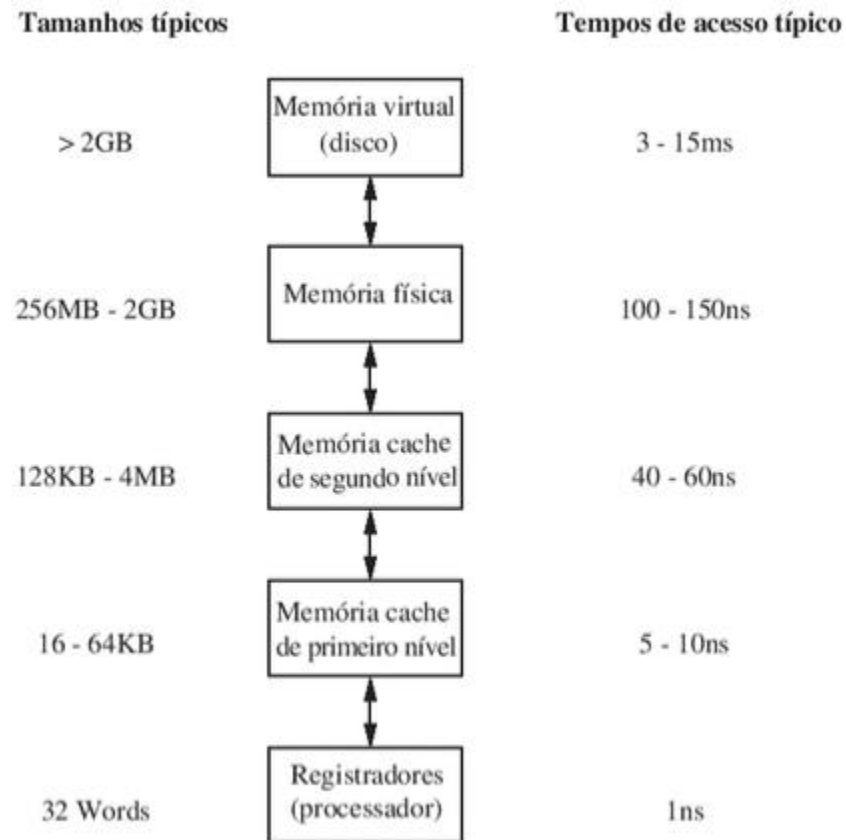 Tamanhos típicos
Tempos de acesso típico
> 2GB
Memória virtual
(disco)
3 - 15ms
256MB - 2GB
Memória física
100 - 150ns
128KB - 4MB
Memória cache
de segundo nível
40 - 60ns
16 - 64KB
Memória cache
de primeiro nível
5 - 10ns
32 Words
Registradores
(processador)
1ns